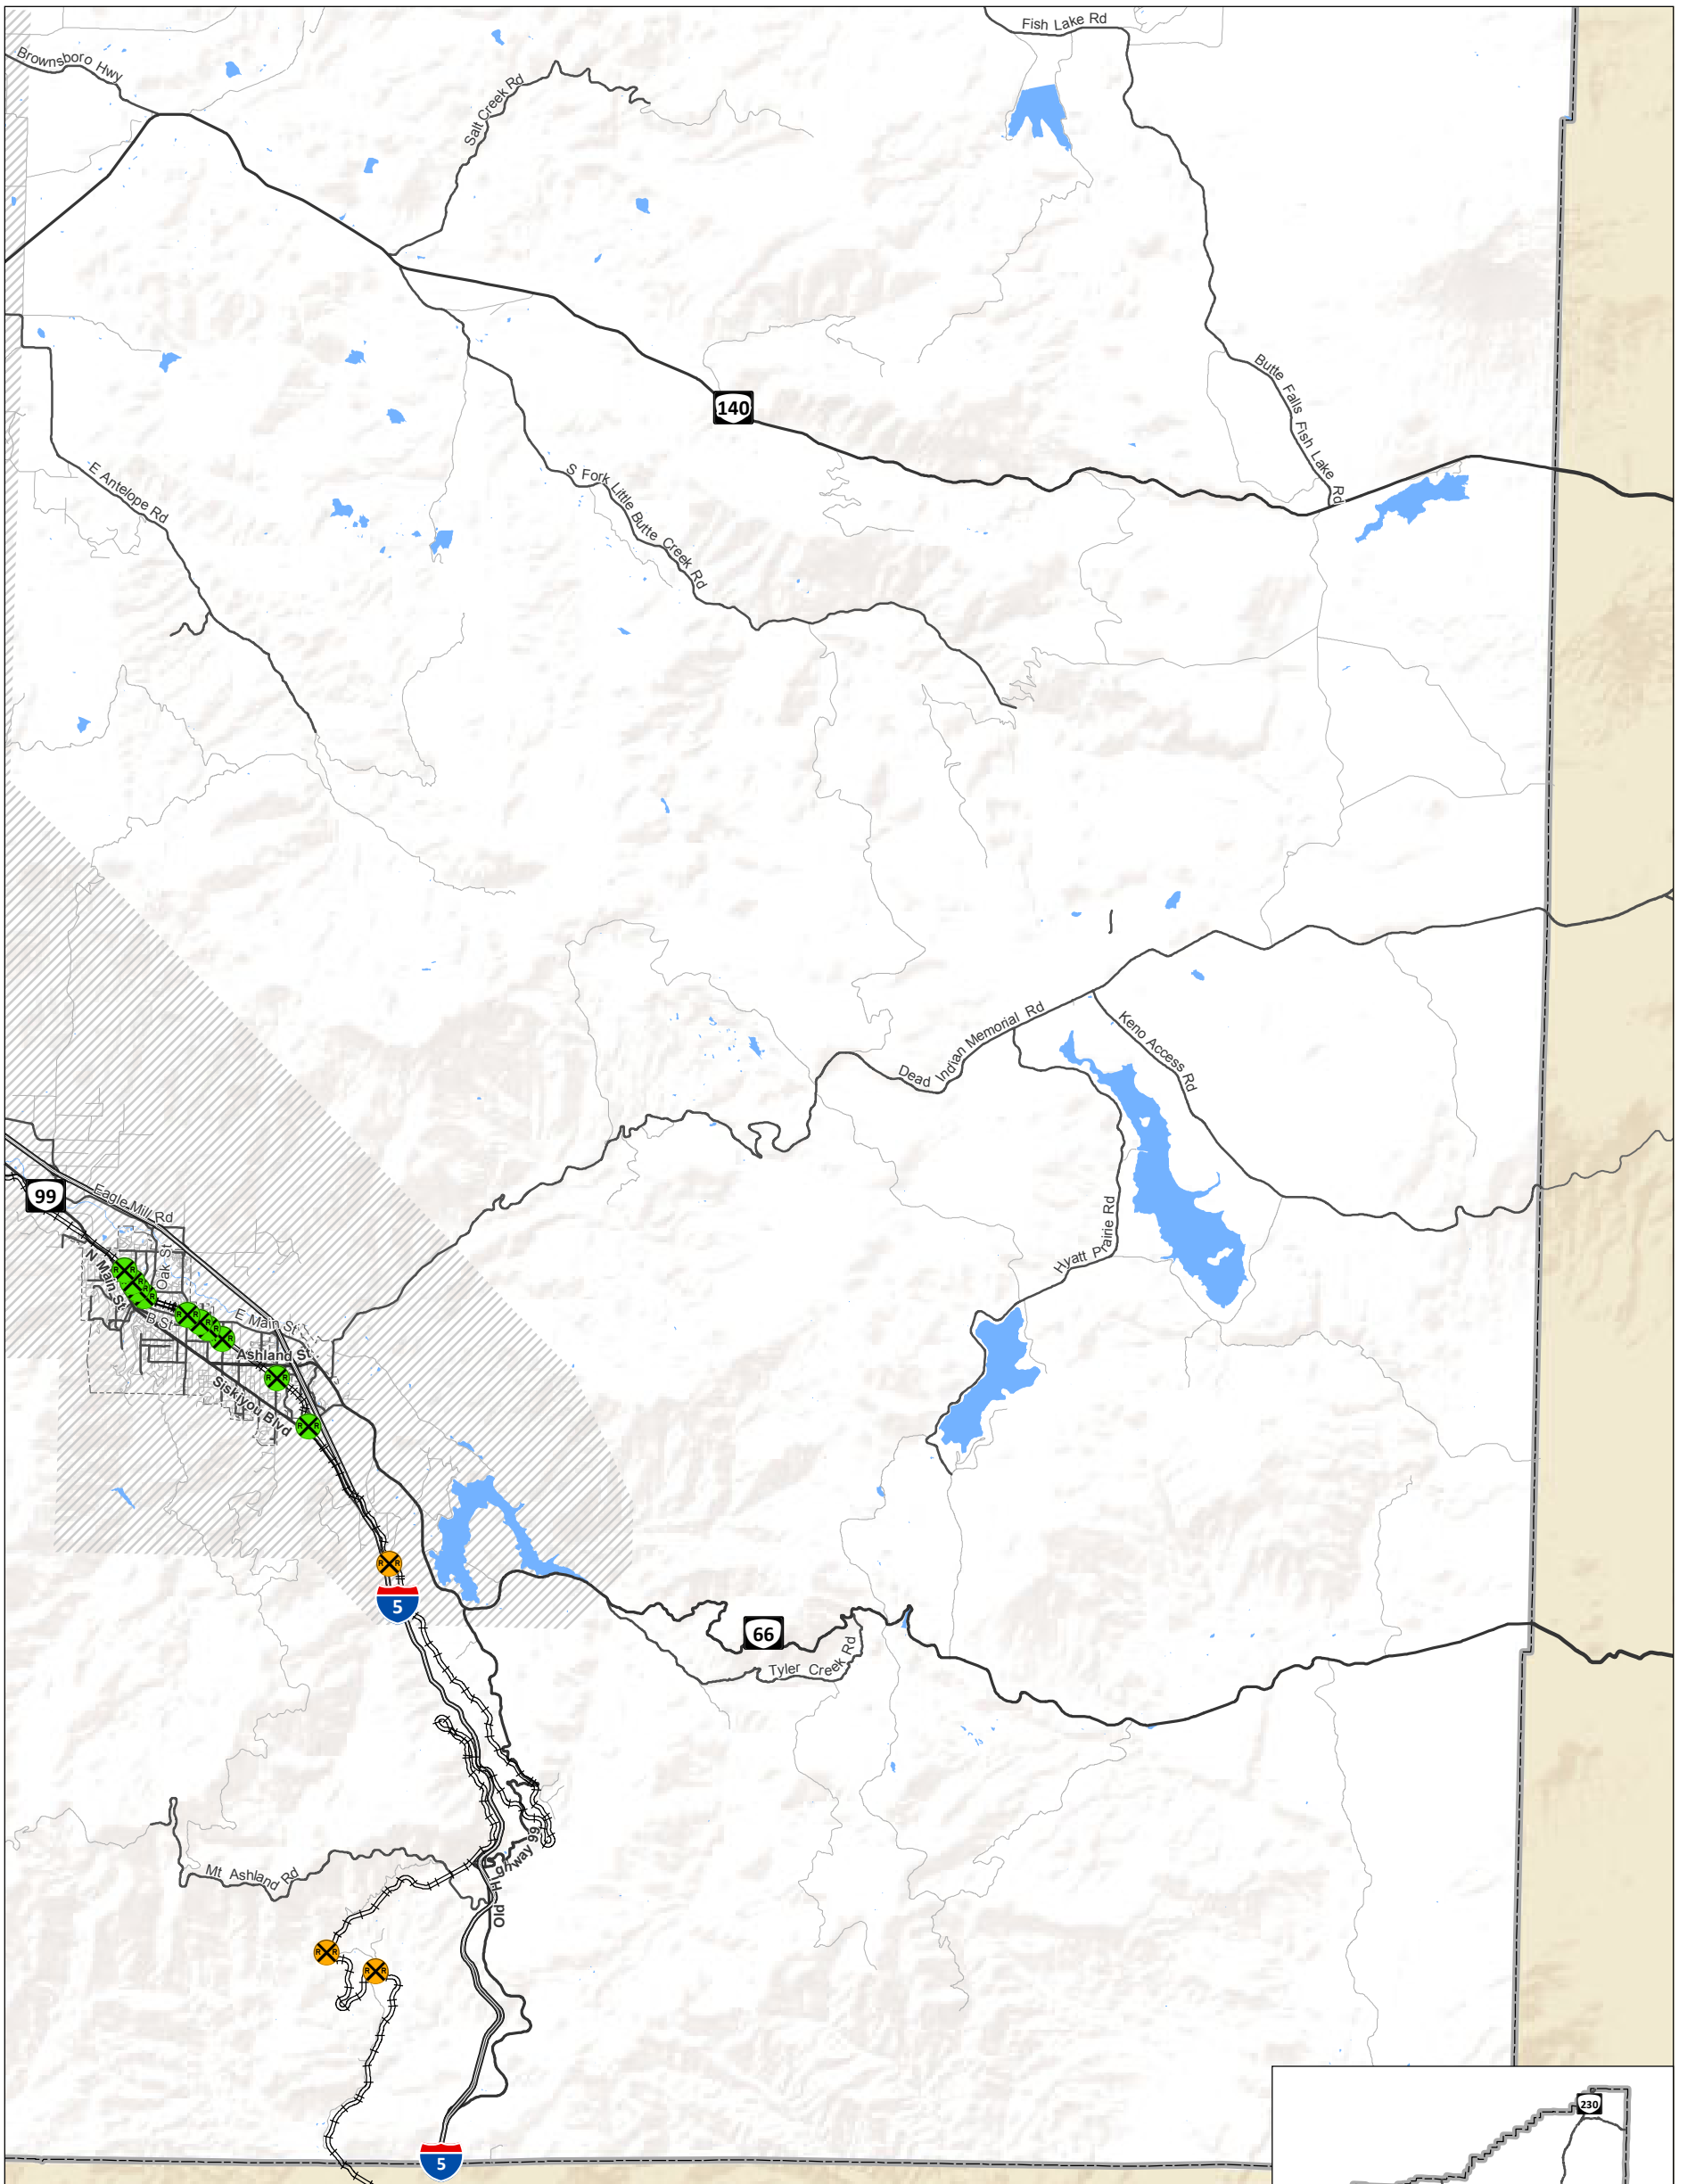 Fish Lake Rd
Brownsboro Hwy
Salt Creek Rd
Butte Falls Fish Lake Rd
140
E Antelope Rd
S Fork Little Butte Creek Rd
Dead Indian Memorial Rd
Keno Access Rd
99
Eagle Mill Rd
Hyatt Prairie Rd
Oak St
N Main St
B St
E Main St
Ashland St
Siskiyou Blvd
R R
R R
R R
R R
R R
5
66
Tyler Creek Rd
Old Highway 99
Mt Ashland Rd
R R
R R
230
5